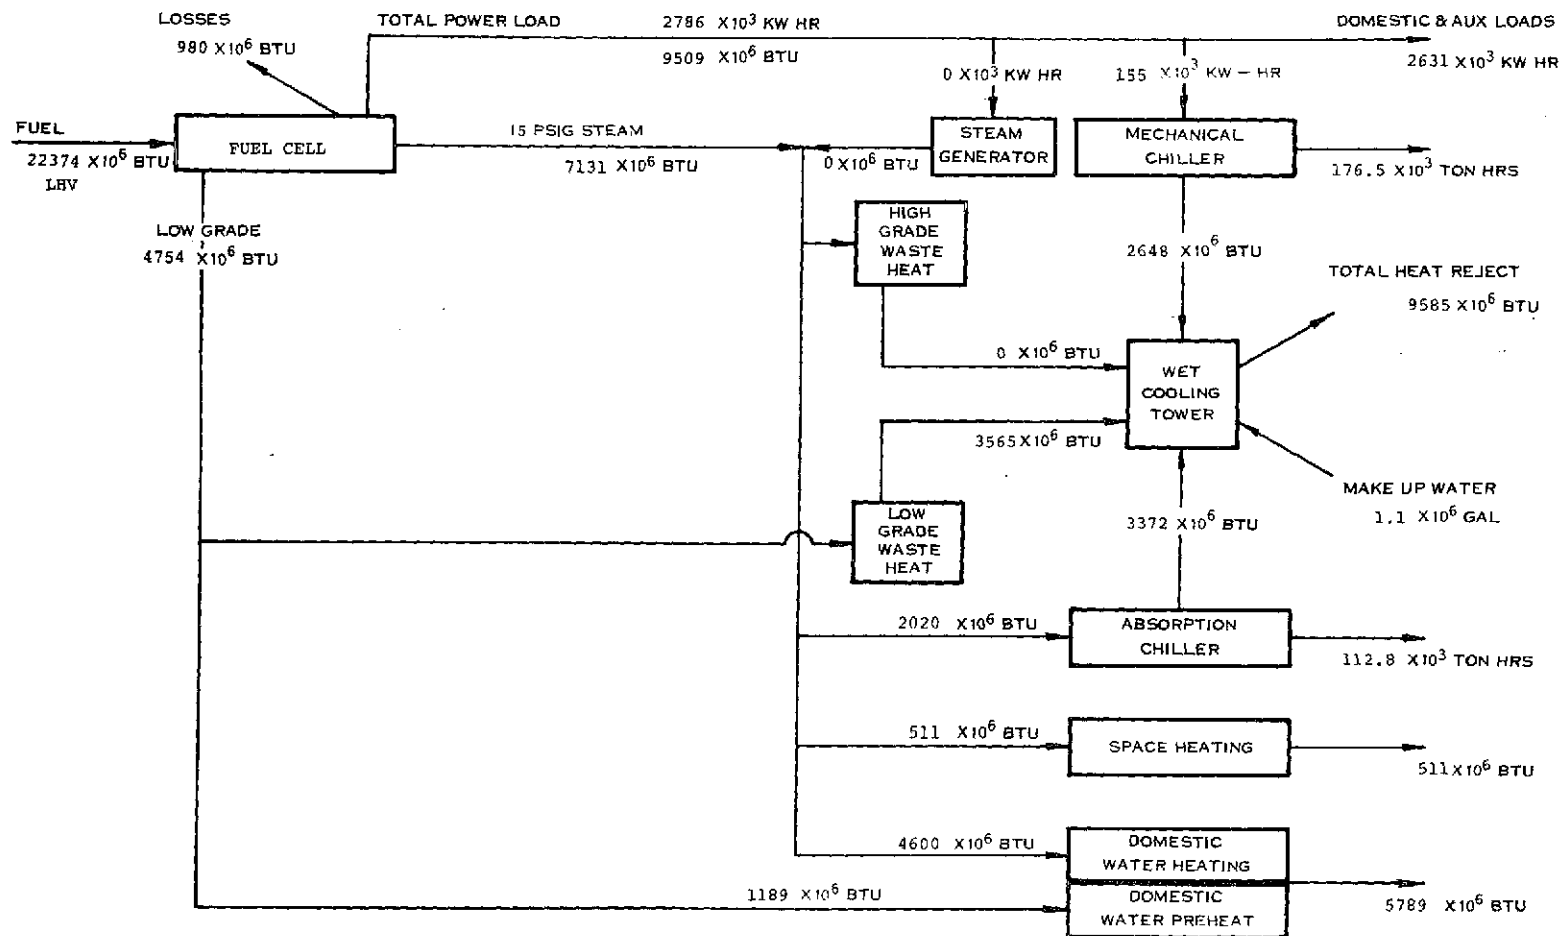 LOSSES
980 X10⁶ BTU
TOTAL POWER LOAD
2786 X10³ KW HR
9509 X10⁶ BTU
DOMESTIC & AUX LOADS
2631 X10³ KW HR
0 X10³ KW HR
155 X10³ KW – HR
FUEL
22374 X10⁶ BTU
LHV
FUEL CELL
15 PSIG STEAM
7131 X10⁶ BTU
STEAM
GENERATOR
0 X10⁶ BTU
MECHANICAL
CHILLER
176.5 X10³ TON HRS
LOW GRADE
4754 X10⁶ BTU
HIGH
GRADE
WASTE
HEAT
2648 X10⁶ BTU
TOTAL HEAT REJECT
9585 X10⁶ BTU
0 X10⁶ BTU
WET
COOLING
TOWER
3565 X10⁶ BTU
MAKE UP WATER
1.1 X10⁶ GAL
LOW
GRADE
WASTE
HEAT
3372 X10⁶ BTU
2020 X10⁶ BTU
ABSORPTION
CHILLER
112.8 X10³ TON HRS
511 X10⁶ BTU
SPACE HEATING
511 X10⁶ BTU
4600 X10⁶ BTU
DOMESTIC
WATER HEATING
1189 X10⁶ BTU
DOMESTIC
WATER PREHEAT
5789 X10⁶ BTU